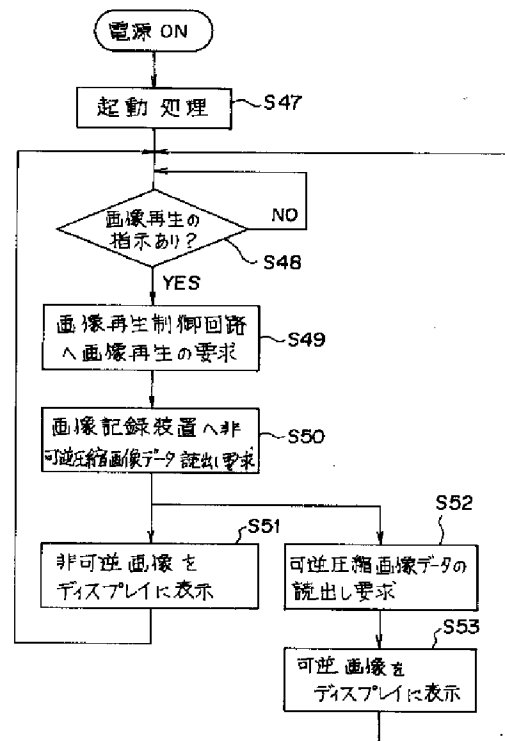 電源 ON
起動処理
S47
画像再生の
指示あり?
NO
S48
YES
画像再生制御回路
へ画像再生の要求
S49
画像記録装置へ非
可逆圧縮画像データ読出し要求
S50
S51
非可逆画像を
ディスプレイに表示
S52
可逆圧縮画像データの
読出し要求
S53
可逆画像を
ディスプレイに表示